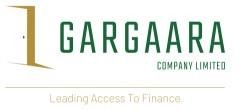 GARGAARA
COMPANY LIMITED
Leading Access To Finance